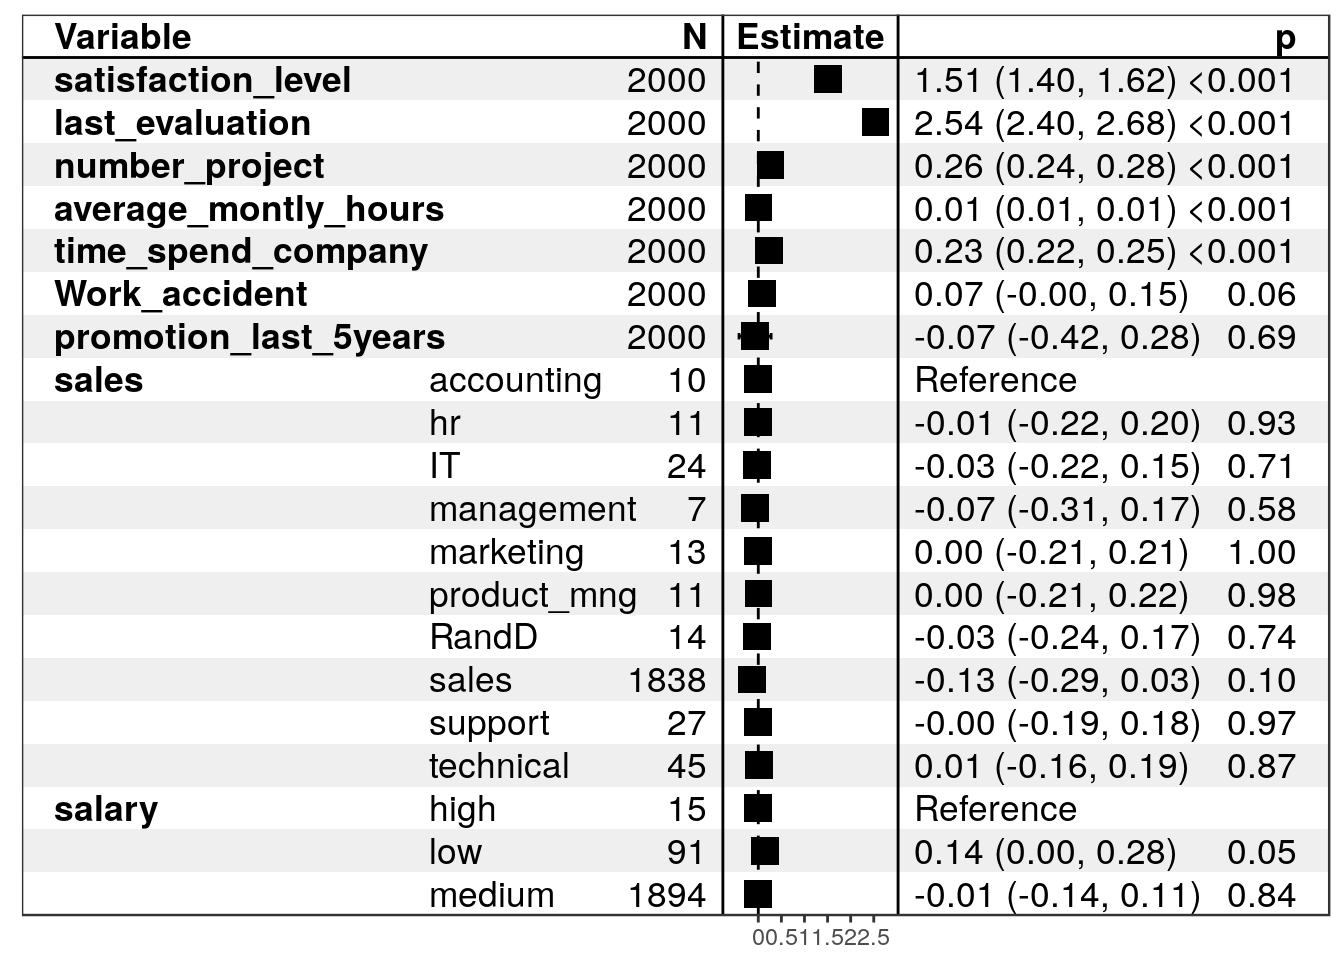 Variable N Estimate p
satisfaction_level 2000 1.51 (1.40, 1.62) <0.001
last_evaluation 2000 2.54 (2.40, 2.68) <0.001
number_project 2000 0.26 (0.24, 0.28) <0.001
average_montly_hours 2000 0.01 (0.01, 0.01) <0.001
time_spend_company 2000 0.23 (0.22, 0.25) <0.001
Work_accident 2000 0.07 (-0.00, 0.15) 0.06
promotion_last_5years 2000 -0.07 (-0.42, 0.28) 0.69
sales accounting 10 Reference
hr 11 -0.01 (-0.22, 0.20) 0.93
IT 24 -0.03 (-0.22, 0.15) 0.71
management 7 -0.07 (-0.31, 0.17) 0.58
marketing 13 0.00 (-0.21, 0.21) 1.00
product_mng 11 0.00 (-0.21, 0.22) 0.98
RandD 14 -0.03 (-0.24, 0.17) 0.74
sales 1838 -0.13 (-0.29, 0.03) 0.10
support 27 -0.00 (-0.19, 0.18) 0.97
technical 45 0.01 (-0.16, 0.19) 0.87
salary high 15 Reference
low 91 0.14 (0.00, 0.28) 0.05
medium 1894 -0.01 (-0.14, 0.11) 0.84
00.511.522.5